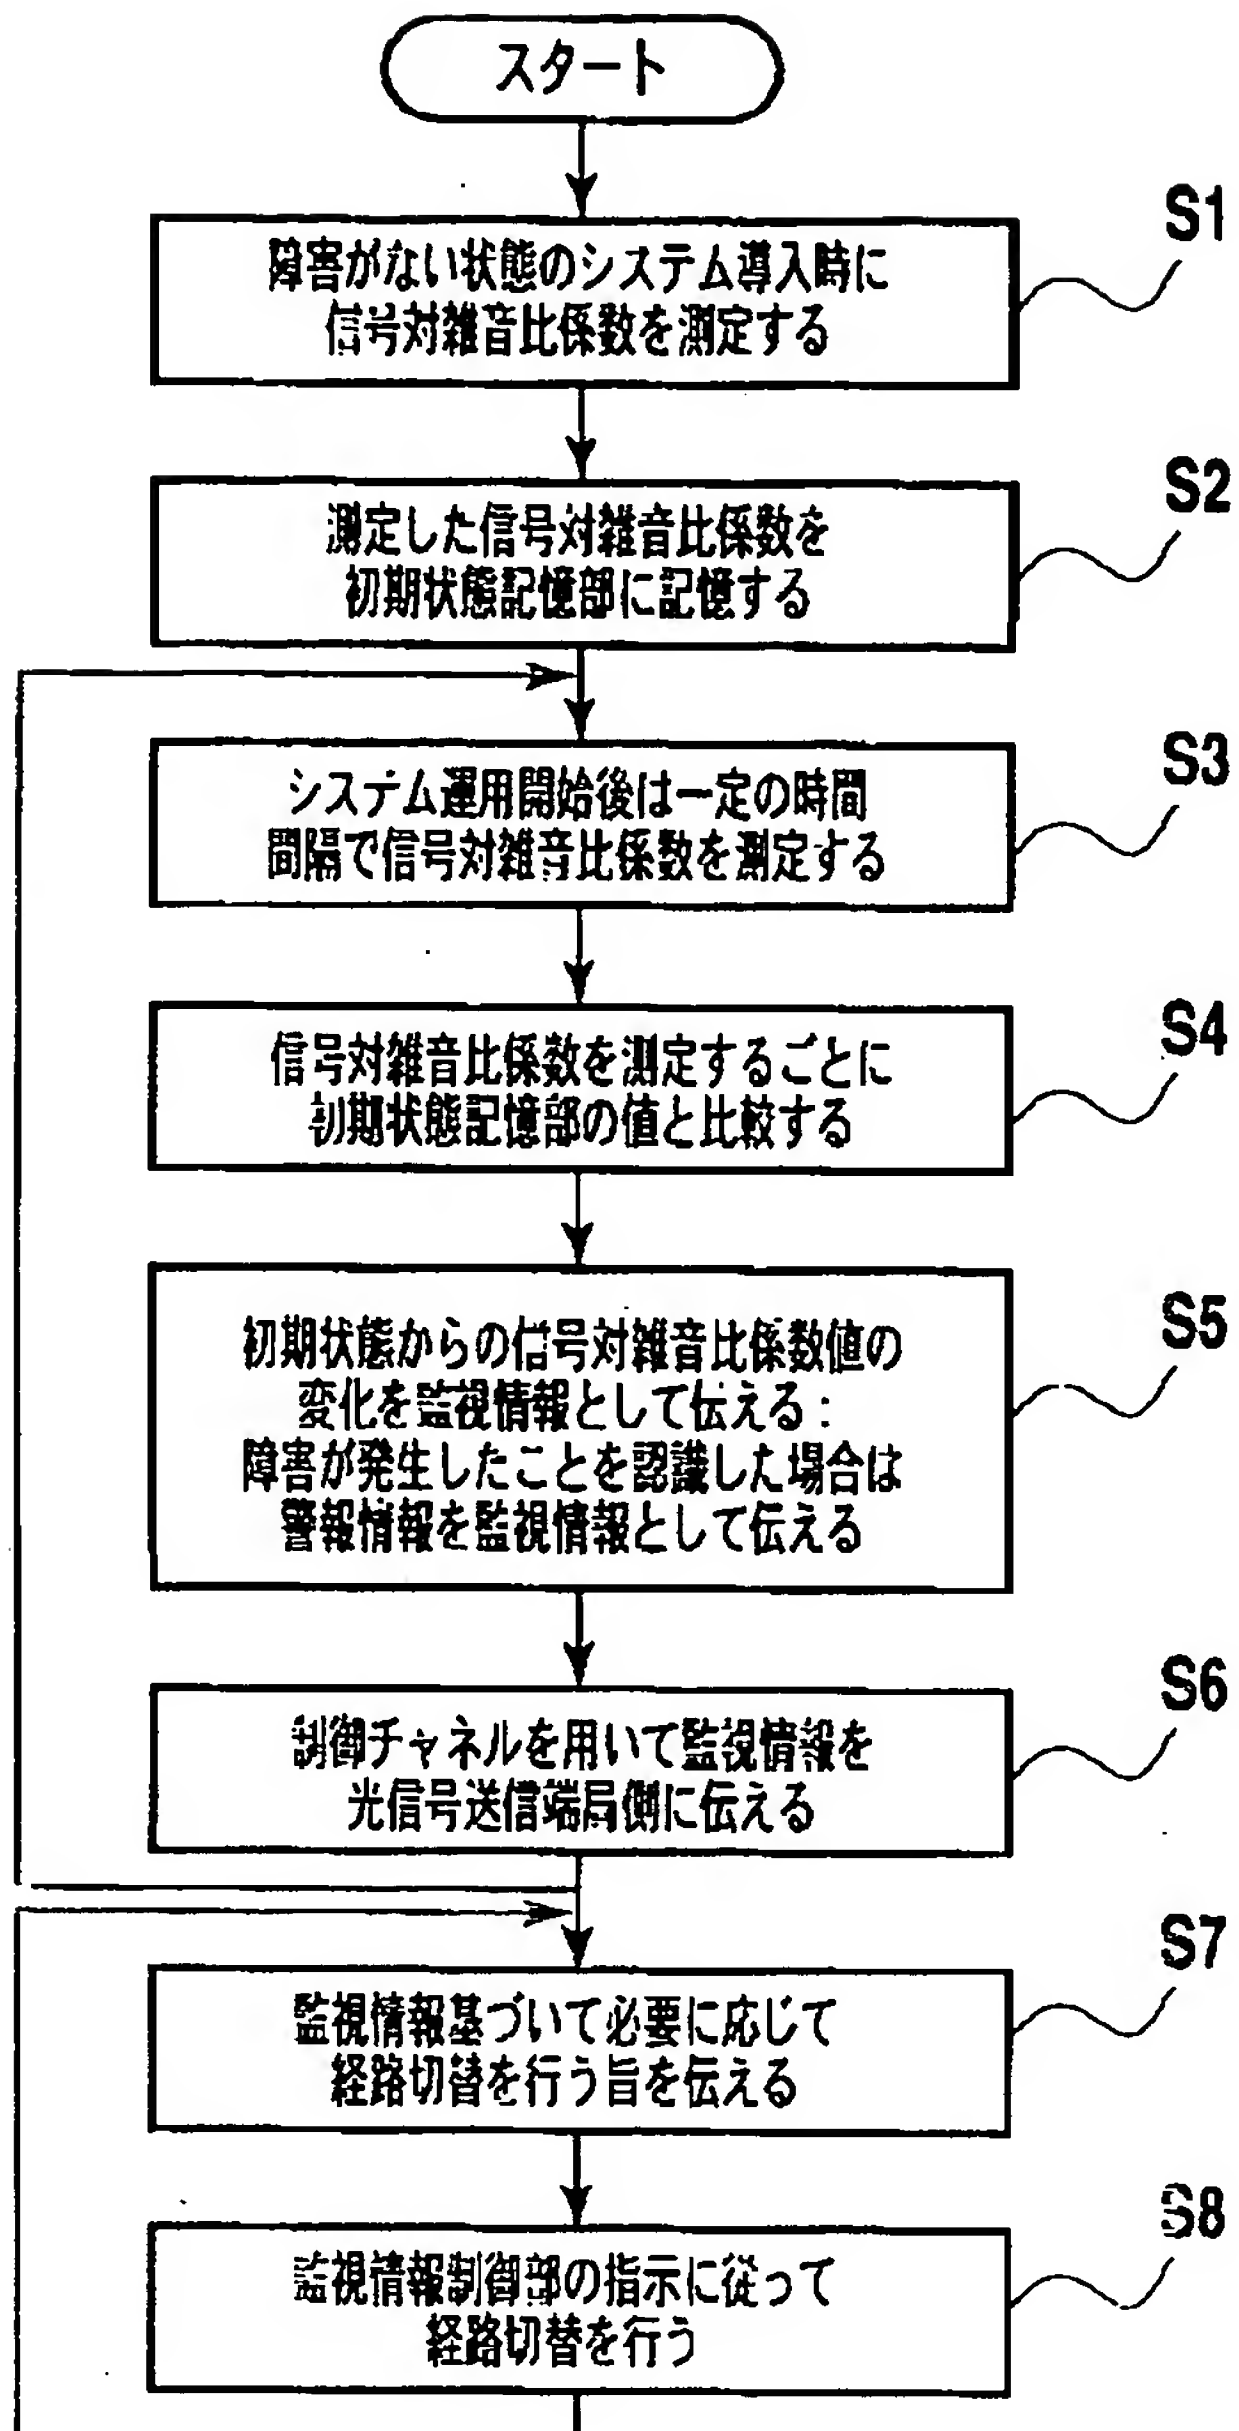 スタート
S1
障害がない状態のシステム導入時に
信号対雑音比係数を測定する
S2
測定した信号対雑音比係数を
初期状態記憶部に記憶する
S3
システム運用開始後は一定の時間
間隔で信号対雑音比係数を測定する
S4
信号対雑音比係数を測定するごとに
初期状態記憶部の値と比較する
S5
初期状態からの信号対雑音比係数値の
変化を監視情報として伝える:
障害が発生したことを認識した場合は
警報情報を監視情報として伝える
S6
制御チャネルを用いて監視情報を
光信号送信端局側に伝える
S7
監視情報基づいて必要に応じて
経路切替を行う旨を伝える
S8
監視情報制御部の指示に従って
経路切替を行う